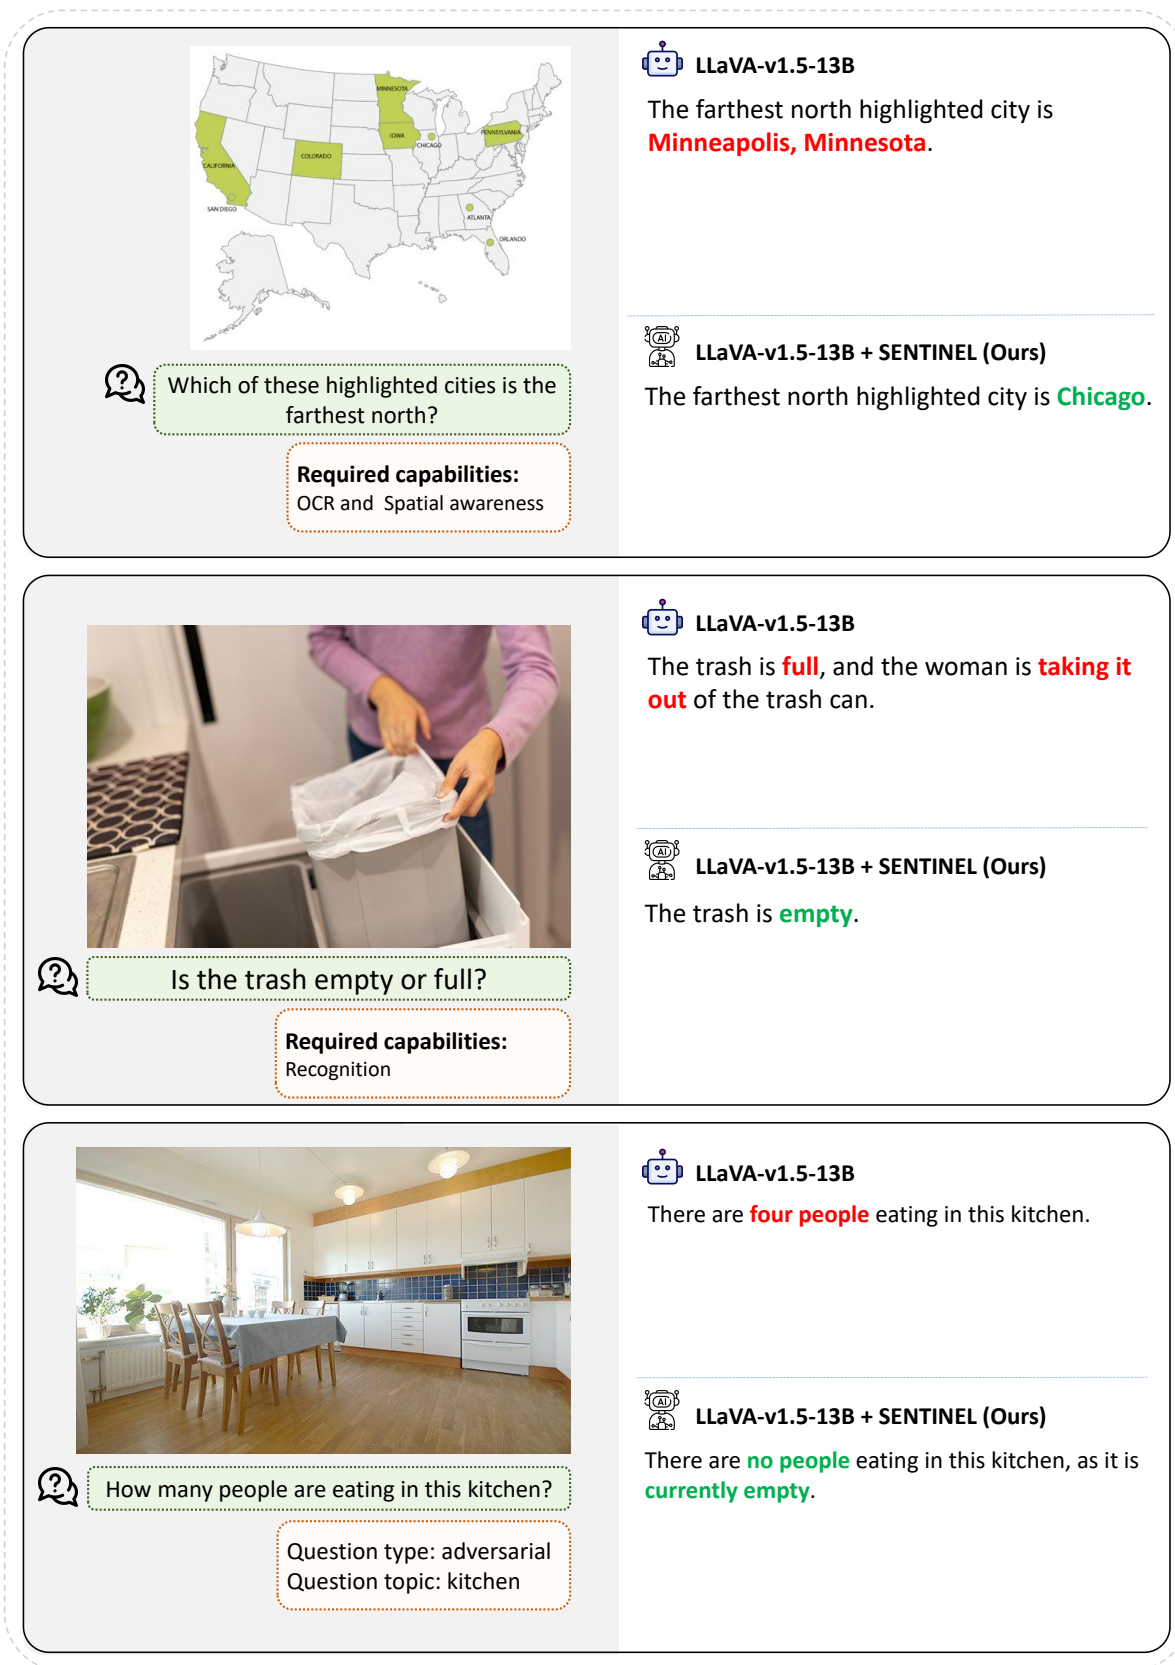 MINNESOTA
IOWA
CHICAGO
PENNSYLVANIA
COLORADO
CALIFORNIA
SAN DIEGO
ATLANTA
ORLANDO
Which of these highlighted cities is the
farthest north?
Required capabilities:
OCR and Spatial awareness
LLaVA-v1.5-13B
The farthest north highlighted city is
Minneapolis, Minnesota.
AI
LLaVA-v1.5-13B + SENTINEL (Ours)
The farthest north highlighted city is Chicago.
Is the trash empty or full?
Required capabilities:
Recognition
LLaVA-v1.5-13B
The trash is full, and the woman is taking it
out of the trash can.
AI
LLaVA-v1.5-13B + SENTINEL (Ours)
The trash is empty.
How many people are eating in this kitchen?
Question type: adversarial
Question topic: kitchen
LLaVA-v1.5-13B
There are four people eating in this kitchen.
AI
LLaVA-v1.5-13B + SENTINEL (Ours)
There are no people eating in this kitchen, as it is
currently empty.